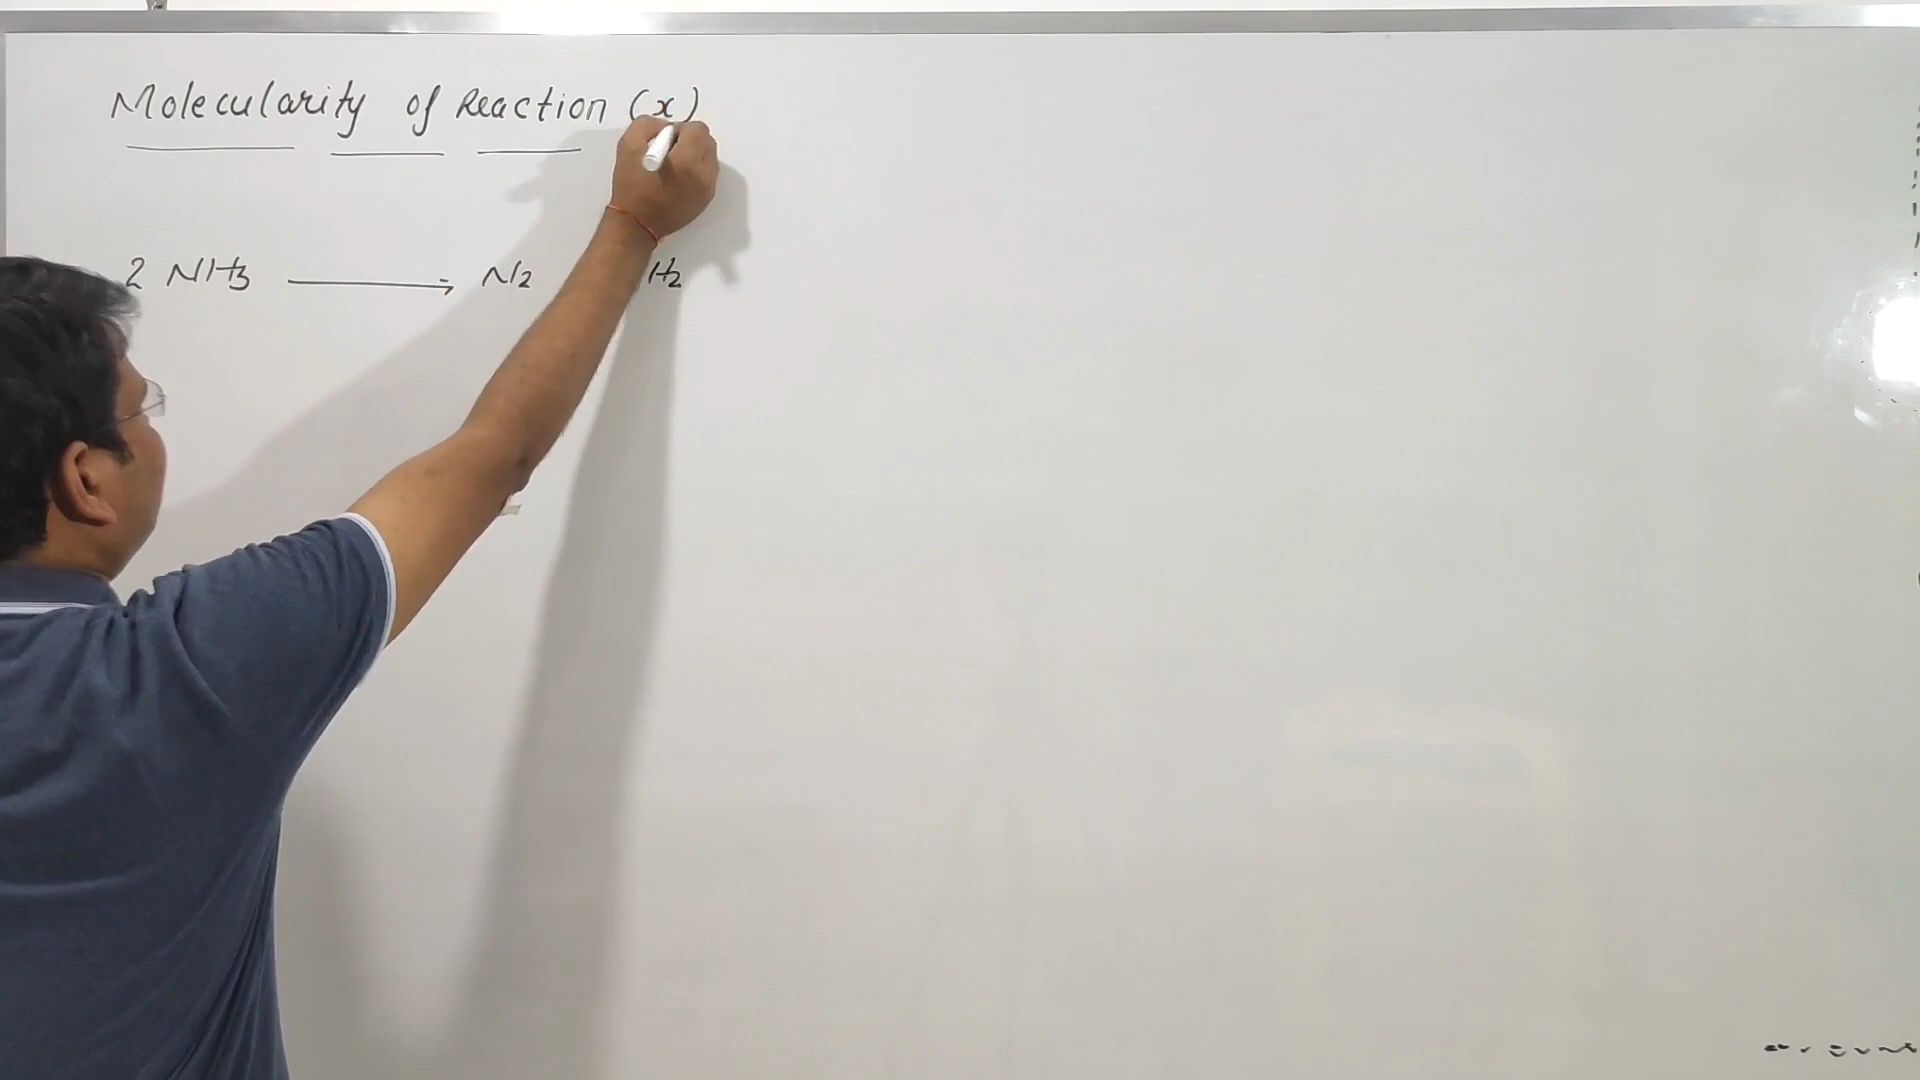 Molecularity of Reaction (x)
2 NH3 ⟶ N2 H2